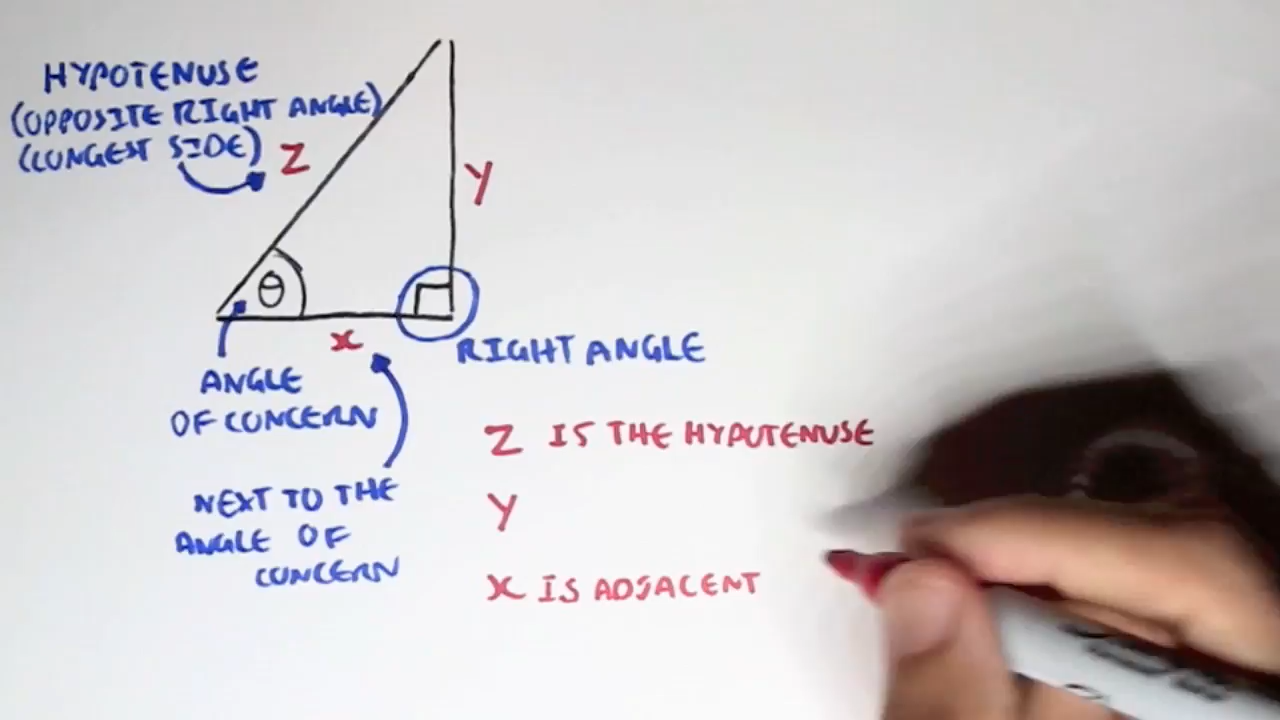 HYPOTENUSE
(OPPOSITE RIGHT ANGLE)
(LONGEST SIDE)
Z
Y
θ
x
RIGHT ANGLE
ANGLE
OF CONCERN
Z IS THE HYPOTENUSE
NEXT TO THE
ANGLE OF
CONCERN
Y
x IS ADJACENT